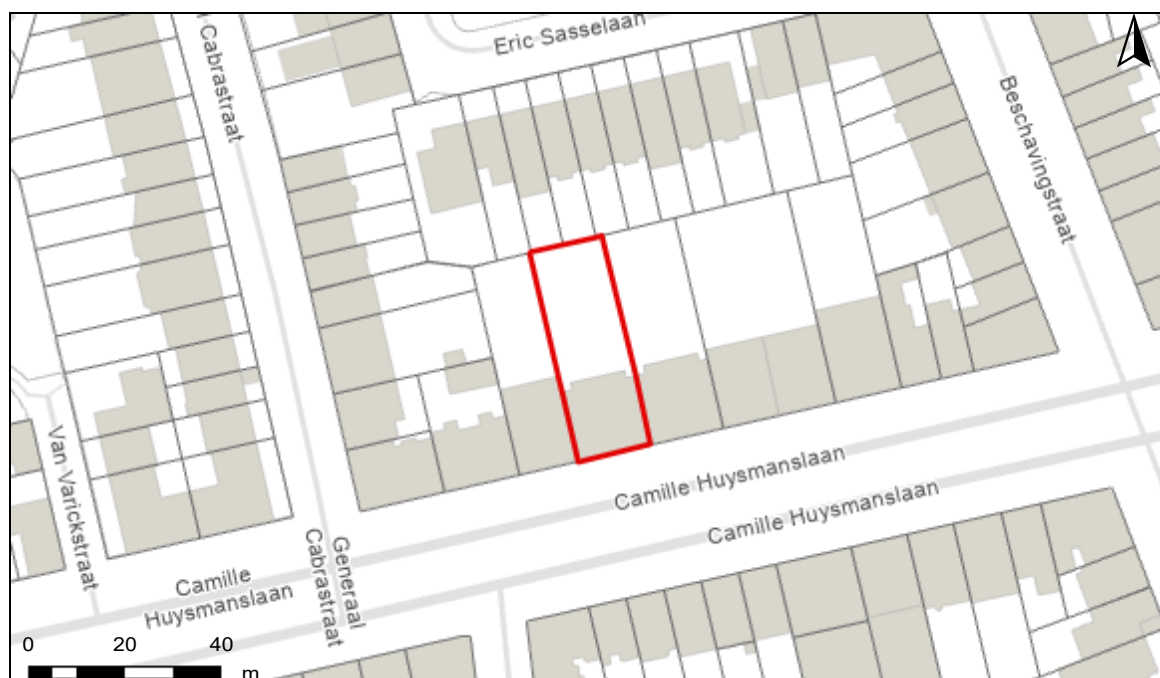 Eric Sasselaan
Cabrastraat
Beschavingstraat
Van Varickstraat
Camille Huysmanslaan
Camille Huysmanslaan
Camille
Huysmanslaan
Generaal
Cabrastraat
0 20 40
m